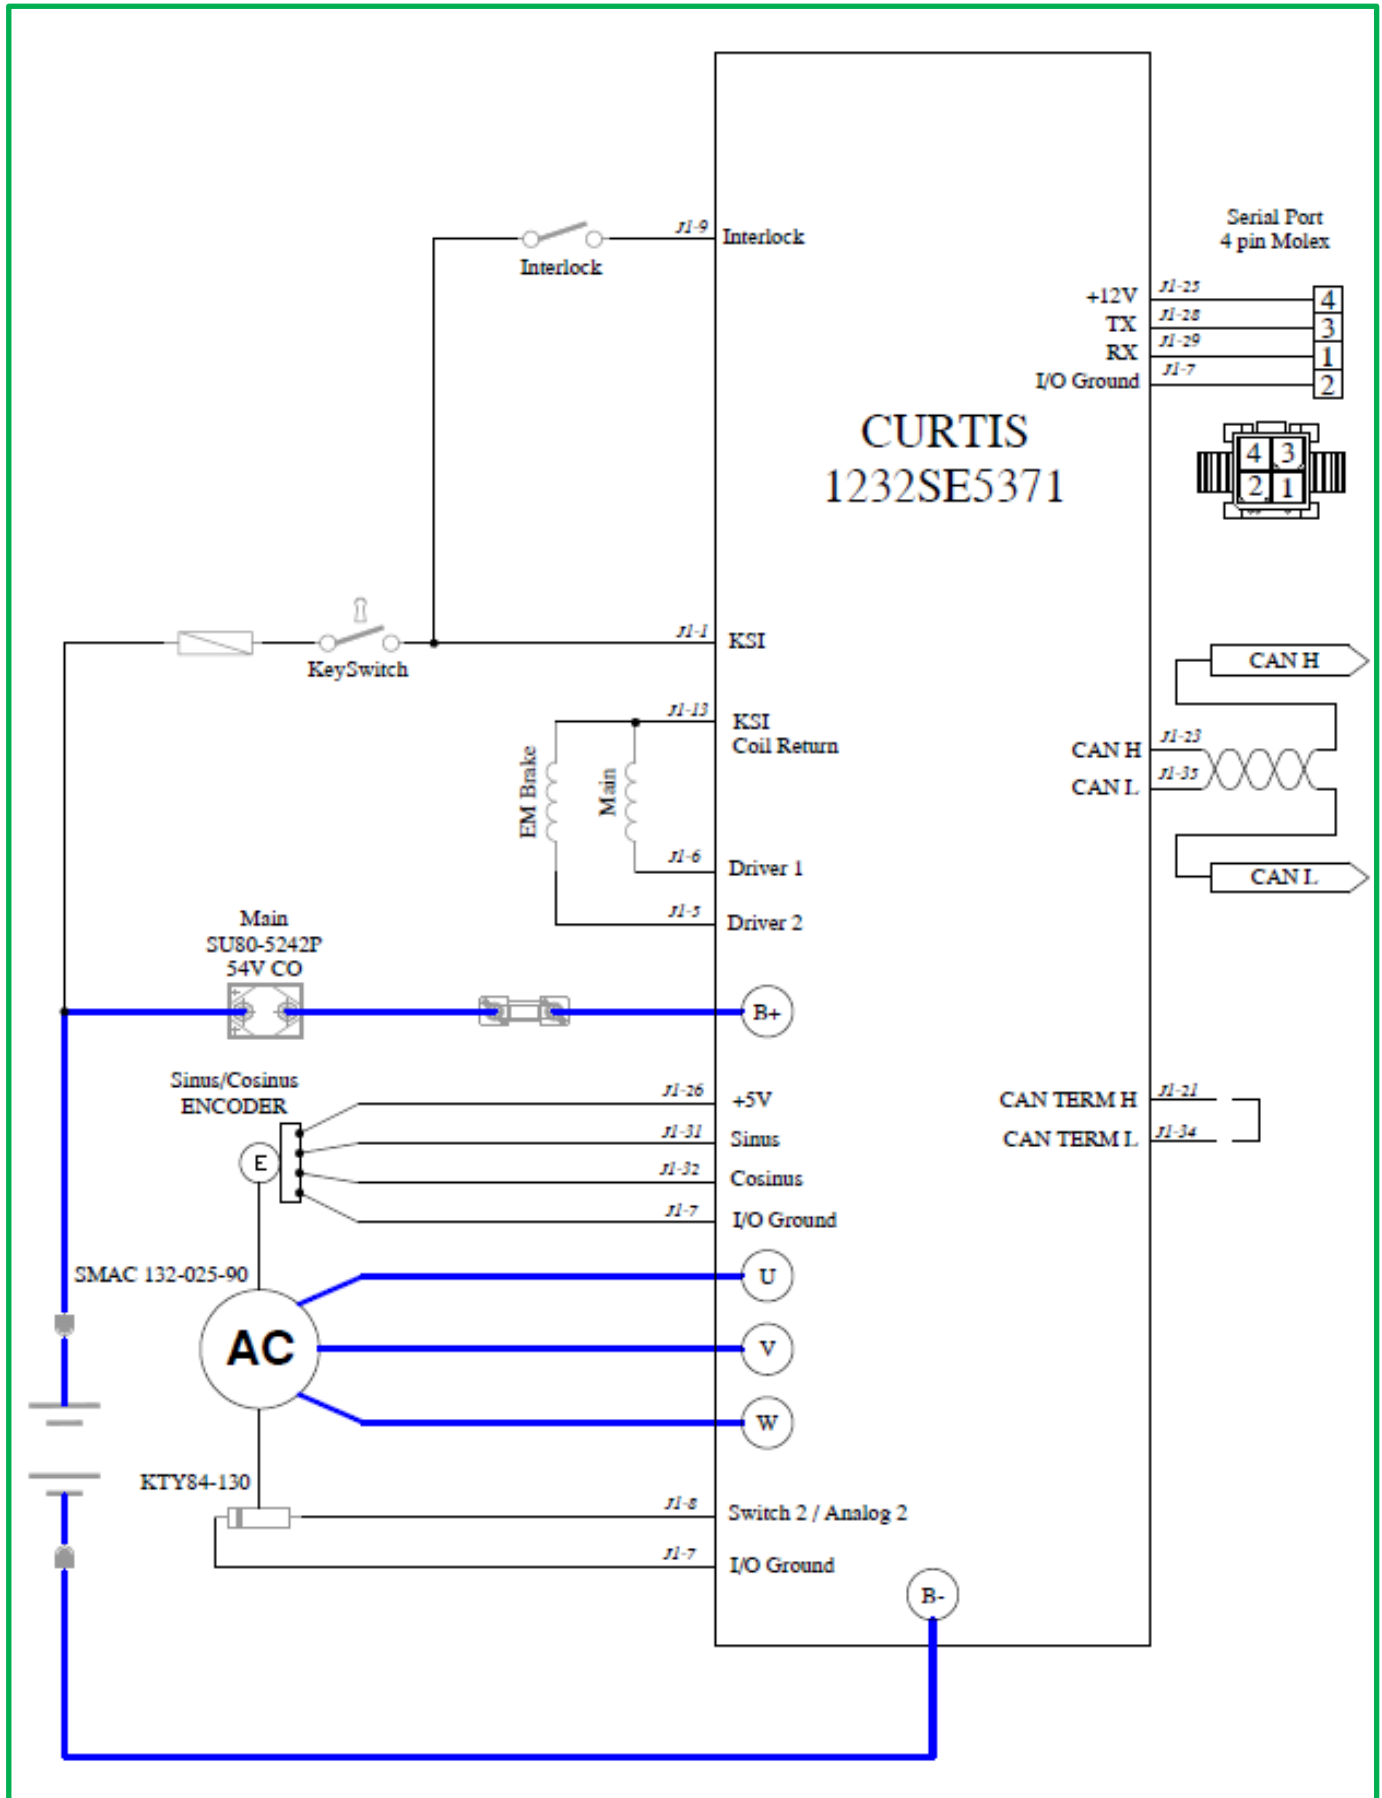 J1-9
Interlock
Interlock
Serial Port
4 pin Molex
+12V
J1-25
4
TX
J1-28
3
RX
J1-29
1
I/O Ground
J1-7
2
CURTIS
1232SE5371
4 3
2 1
KeySwitch
J1-1
KSI
J1-13
KSI
Coil Return
EM Brake
Main
J1-6
Driver 1
J1-5
Driver 2
CAN H
CAN H
J1-23
CAN L
J1-35
CAN L
Main
SU80-5242P
54V CO
B+
Sinus/Cosinus
ENCODER
E
J1-26
+5V
J1-31
Sinus
J1-32
Cosinus
J1-7
I/O Ground
CAN TERM H
J1-21
CAN TERM L
J1-34
SMAC 132-025-90
AC
U
V
W
KTY84-130
J1-8
Switch 2 / Analog 2
J1-7
I/O Ground
B-